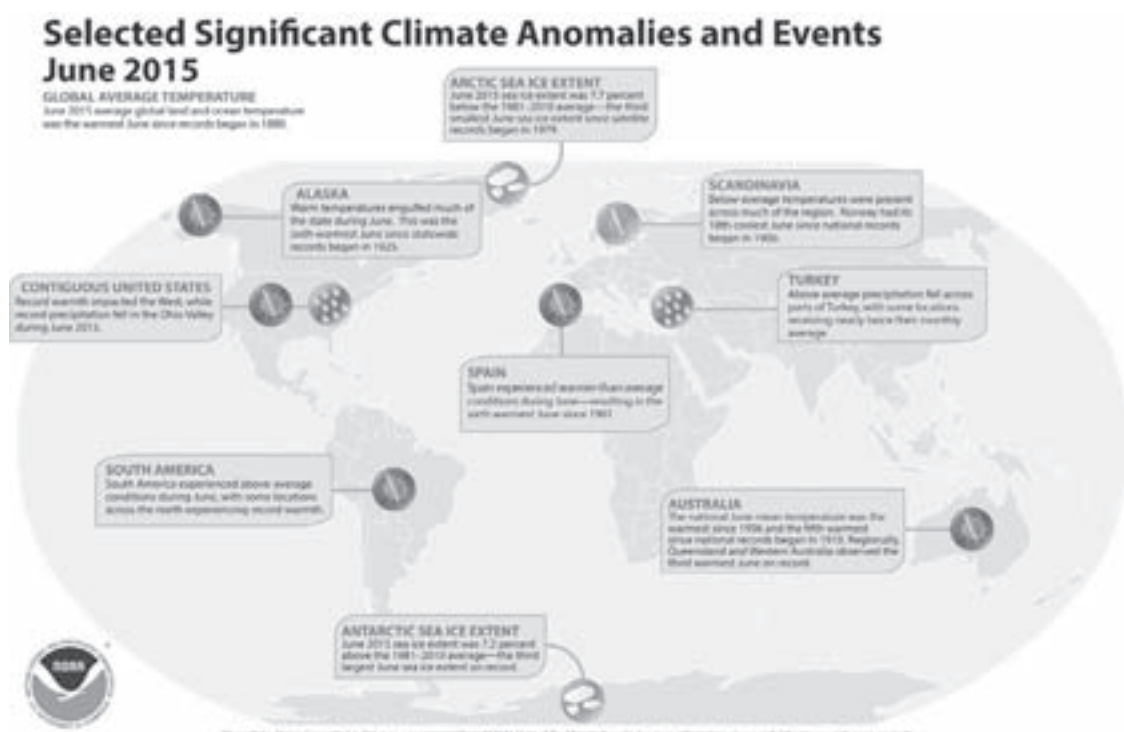 Selected Significant Climate Anomalies and Events
June 2015
GLOBAL AVERAGE TEMPERATURE
June 2015 average global land and ocean temperature
was the warmest June since records began in 1880.
ARCTIC SEA ICE EXTENT
June 2015 sea ice extent was 7.7 percent
below the 1981–2010 average—the third
smallest June sea ice extent since satellite
records began in 1979.
ALASKA
Warm temperatures engulfed much of
the state during June. This was the
sixth warmest June since statewide
records began in 1925.
SCANDINAVIA
Below average temperatures were present
across much of the region. Norway had its
coolest June since national records
began in 1900.
CONTIGUOUS UNITED STATES
Record warmth impacted the West, while
record precipitation fell in the Ohio Valley
during June 2015.
TURKEY
Above average precipitation fell across
parts of Turkey, with some locations
receiving nearly twice their monthly
average.
SPAIN
Spain experienced warmer-than-average
conditions during June—resulting in the
sixth warmest June since 1961.
SOUTH AMERICA
South America experienced above average
conditions during June, with some locations
across the north experiencing record warmth.
AUSTRALIA
The national June mean temperature was the
warmest since 1996 and the fifth warmest
since national records began in 1910. Regionally,
Queensland and Western Australia observed the
third warmest June on record.
ANTARCTIC SEA ICE EXTENT
June 2015 sea ice extent was 7.2 percent
above the 1981–2010 average—the third
largest June sea ice extent on record.
NOAA